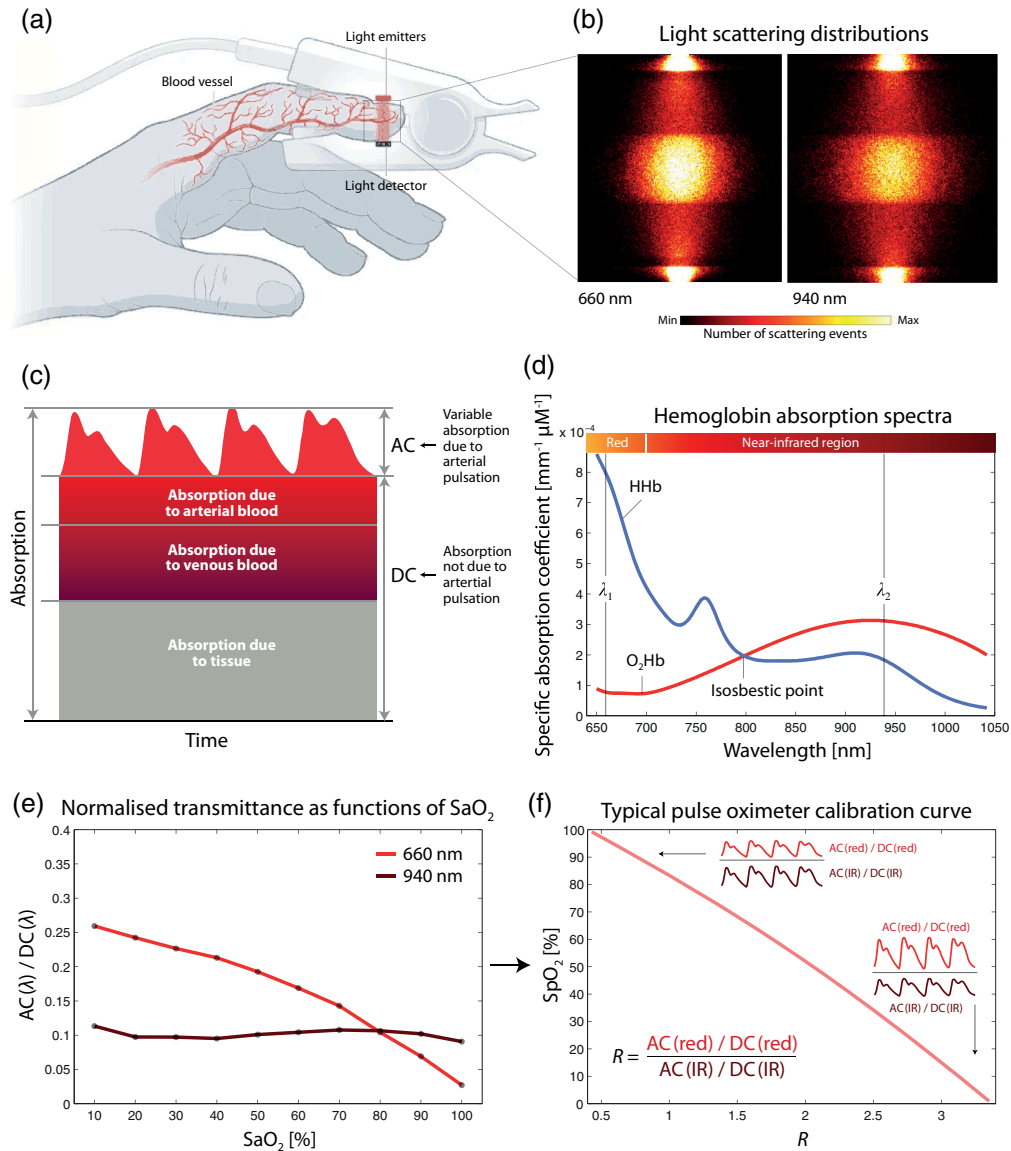 (a)
Light emitters
Blood vessel
Light detector
(b)
Light scattering distributions
660 nm
940 nm
Min
Max
Number of scattering events
(c)
Absorption
Absorption due
to arterial blood
Absorption due
to venous blood
Absorption due
to tissue
Time
AC
Variable
absorption
due to
arterial
pulsation
DC
Absorption
not due to
artertial
pulsation
(d)
Hemoglobin absorption spectra
x 10⁻⁴
Red
Near-infrared region
Specific absorption coefficient [mm⁻¹ µM⁻¹]
8
7
6
5
4
3
2
1
0
HHb
λ₁
λ₂
O₂Hb
Isosbestic point
650 700 750 800 850 900 950 1000 1050
Wavelength [nm]
(e)
Normalised transmittance as functions of SaO₂
AC(λ) / DC(λ)
0.4
0.35
0.3
0.25
0.2
0.15
0.1
0.05
0
660 nm
940 nm
10 20 30 40 50 60 70 80 90 100
SaO₂ [%]
(f)
Typical pulse oximeter calibration curve
SpO₂ [%]
100
90
80
70
60
50
40
30
20
10
0
AC(red) / DC(red)
AC(IR) / DC(IR)
AC(red) / DC(red)
AC(IR) / DC(IR)
R = AC(red) / DC(red)
AC(IR) / DC(IR)
0.5 1 1.5 2 2.5 3
R